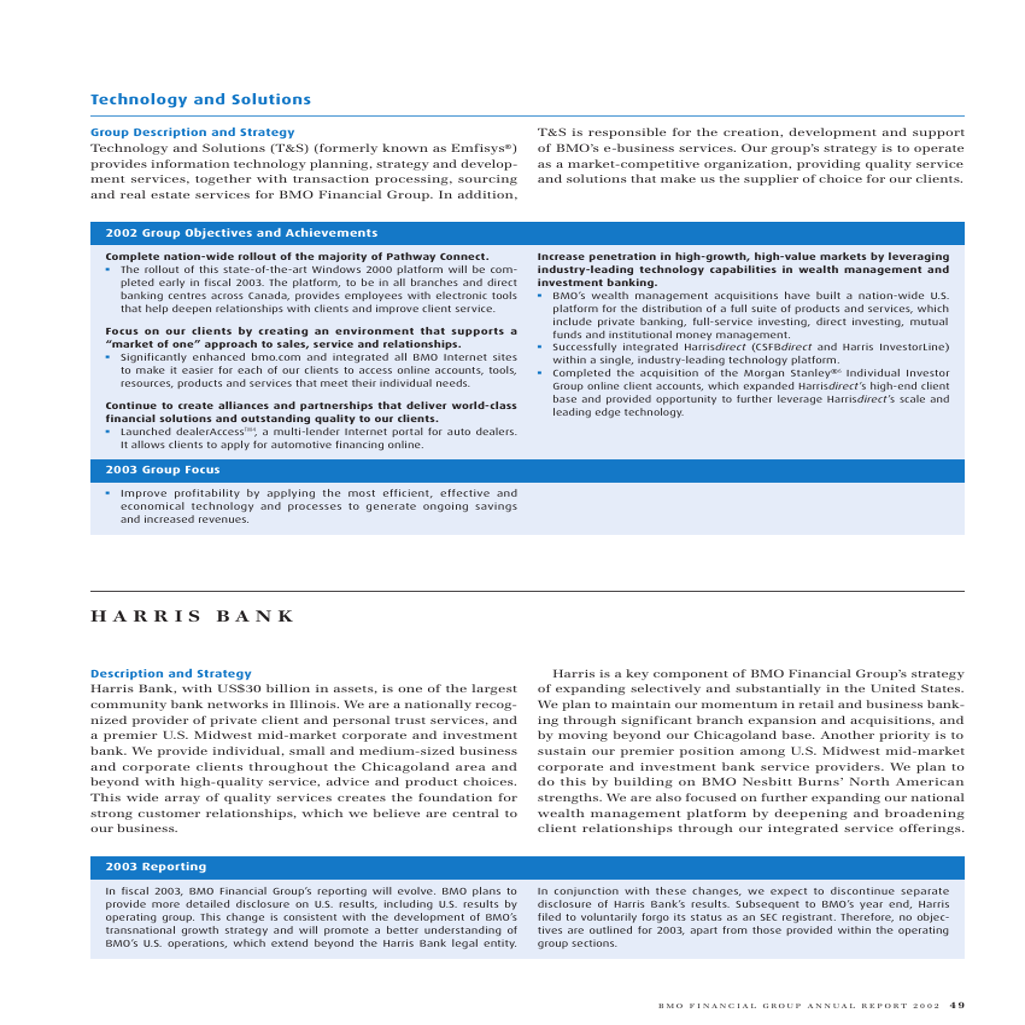 Technology and Solutions
Group Description and Strategy
Technology and Solutions (T&S) (formerly known as Emfisys®)
provides information technology planning, strategy and develop-
ment services, together with transaction processing, sourcing
and real estate services for BMO Financial Group. In addition,
T&S is responsible for the creation, development and support
of BMO's e-business services. Our group's strategy is to operate
as a market-competitive organization, providing quality service
and solutions that make us the supplier of choice for our clients.
2002 Group Objectives and Achievements
Complete nation-wide rollout of the majority of Pathway Connect.
• The rollout of this state-of-the-art Windows 2000 platform will be com-
pleted early in fiscal 2003. The platform, to be in all branches and direct
banking centres across Canada, provides employees with electronic tools
that help deepen relationships with clients and improve client service.
Focus on our clients by creating an environment that supports a
“market of one” approach to sales, service and relationships.
• Significantly enhanced bmo.com and integrated all BMO Internet sites
to make it easier for each of our clients to access online accounts, tools,
resources, products and services that meet their individual needs.
Continue to create alliances and partnerships that deliver world-class
financial solutions and outstanding quality to our clients.
• Launched dealerAccess, a multi-lender Internet portal for auto dealers.
It allows clients to apply for automotive financing online.
Increase penetration in high-growth, high-value markets by leveraging
industry-leading technology capabilities in wealth management and
investment banking.
• BMO's wealth management acquisitions have built a nation-wide U.S.
platform for the distribution of a full suite of products and services, which
include private banking, full-service investing, direct investing, mutual
funds and institutional money management.
• Successfully integrated Harrisdirect (CSFBdirect and Harris InvestorLine)
within a single, industry-leading technology platform.
• Completed the acquisition of the Morgan Stanley® Individual Investor
Group online client accounts, which expanded Harrisdirect's high-end client
base and provided opportunity to further leverage Harrisdirect's scale and
leading edge technology.
2003 Group Focus
• Improve profitability by applying the most efficient, effective and
economical technology and processes to generate ongoing savings
and increased revenues.
HARRIS BANK
Description and Strategy
Harris Bank, with US$30 billion in assets, is one of the largest
community bank networks in Illinois. We are a nationally recog-
nized provider of private client and personal trust services, and
a premier U.S. Midwest mid-market corporate and investment
bank. We provide individual, small and medium-sized business
and corporate clients throughout the Chicagoland area and
beyond with high-quality service, advice and product choices.
This wide array of quality services creates the foundation for
strong customer relationships, which we believe are central to
our business.
Harris is a key component of BMO Financial Group's strategy
of expanding selectively and substantially in the United States.
We plan to maintain our momentum in retail and business bank-
ing through significant branch expansion and acquisitions, and
by moving beyond our Chicagoland base. Another priority is to
sustain our premier position among U.S. Midwest mid-market
corporate and investment bank service providers. We plan to
do this by building on BMO Nesbitt Burns' North American
strengths. We are also focused on further expanding our national
wealth management platform by deepening and broadening
client relationships through our integrated service offerings.
2003 Reporting
In fiscal 2003, BMO Financial Group's reporting will evolve. BMO plans to
provide more detailed disclosure on U.S. results, including U.S. results by
operating group. This change is consistent with the development of BMO's
transnational growth strategy and will promote a better understanding of
BMO's U.S. operations, which extend beyond the Harris Bank legal entity.
In conjunction with these changes, we expect to discontinue separate
disclosure of Harris Bank's results. Subsequent to BMO's year end, Harris
filed to voluntarily forgo its status as an SEC registrant. Therefore, no objec-
tives are outlined for 2003, apart from those provided within the operating
group sections.
BMO FINANCIAL GROUP ANNUAL REPORT 2002 49